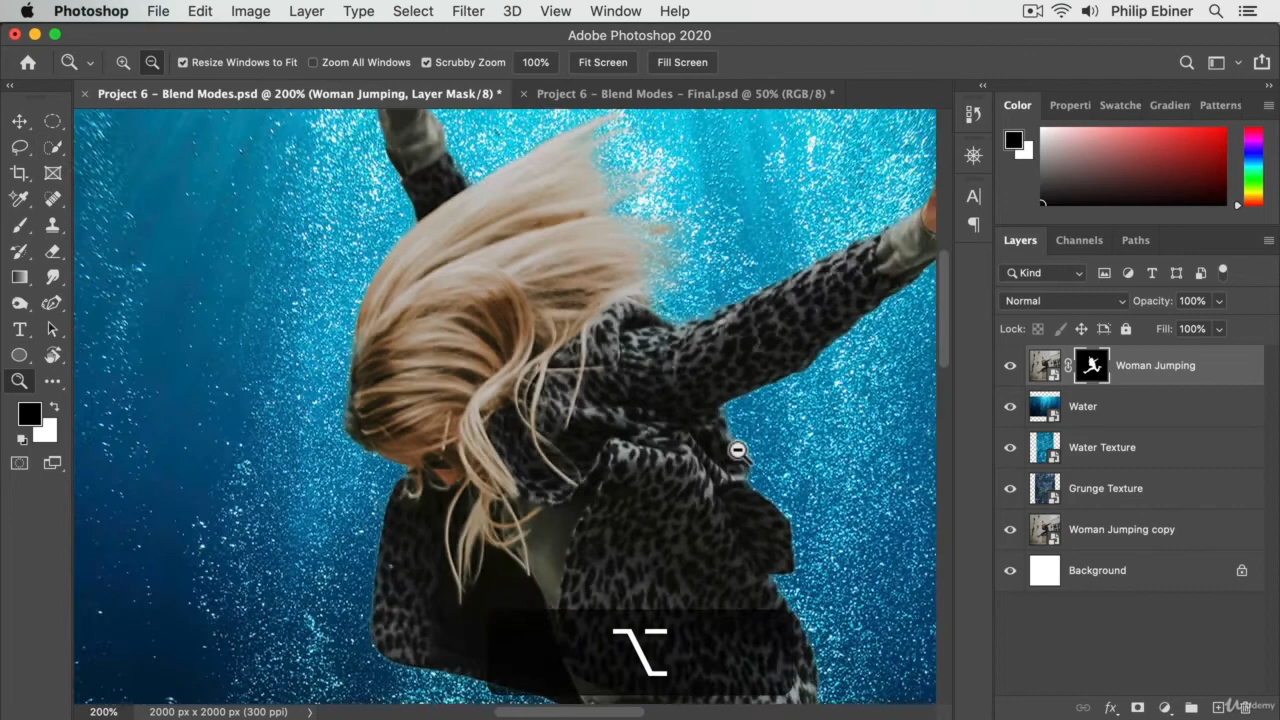 Photoshop File Edit Image Layer Type Select Filter 3D View Window Help Philip Ebiner
Adobe Photoshop 2020
Resize Windows to Fit Zoom All Windows Scrubby Zoom 100% Fit Screen Fill Screen
× Project 6 – Blend Modes.psd @ 200% (Woman Jumping, Layer Mask/8) * × Project 6 – Blend Modes – Final.psd @ 50% (RGB/8) *
Color Properti Swatche Gradien Patterns
Layers Channels Paths
Kind
Normal Opacity: 100%
Lock: Fill: 100%
Woman Jumping
Water
Water Texture
Grunge Texture
Woman Jumping copy
Background
⌥
200% 2000 px x 2000 px (300 ppi)
fx
Udemy